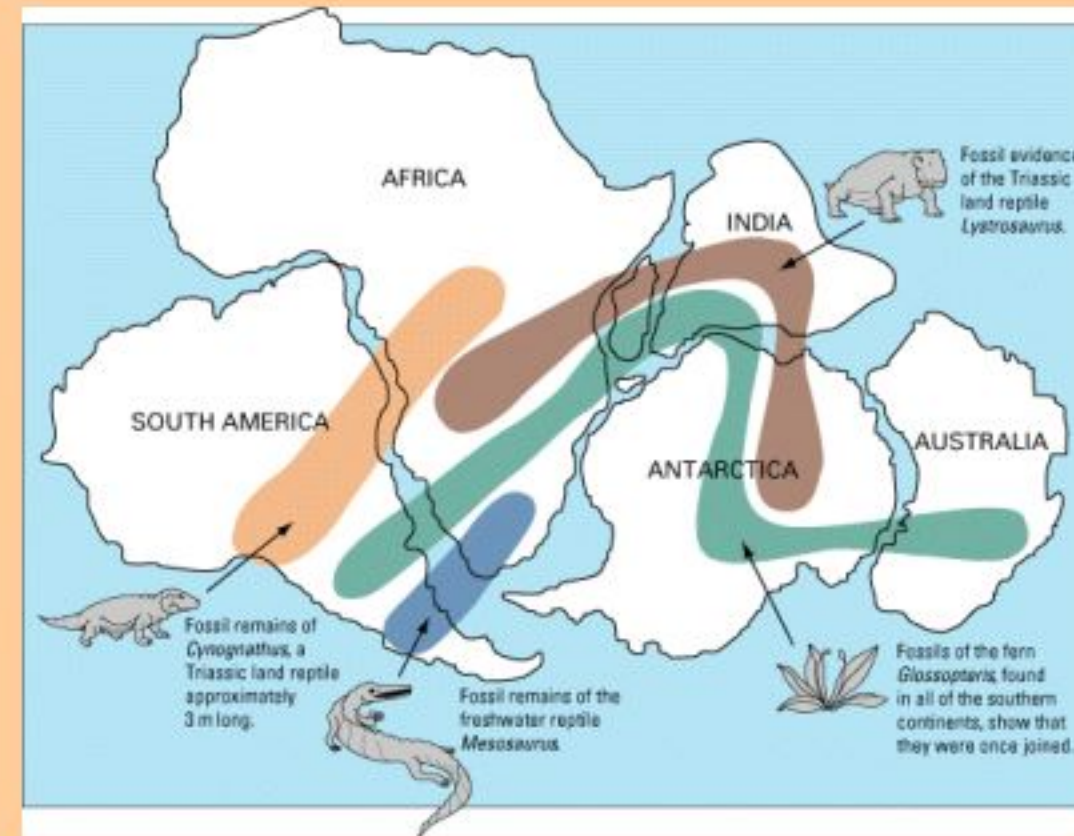 AFRICA
INDIA
Fossil evidence
of the Triassic
land reptile
Lystrosaurus.
SOUTH AMERICA
ANTARCTICA
AUSTRALIA
Fossil remains of
Cynognathus, a
Triassic land reptile
approximately
3 m long.
Fossil remains of the
freshwater reptile
Mesosaurus.
Fossils of the fern
Glossopteris, found
in all of the southern
continents, show that
they were once joined.